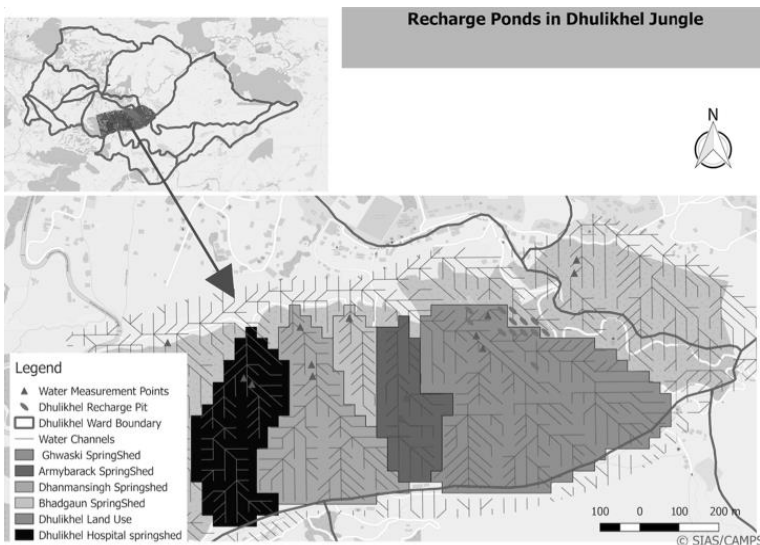 Recharge Ponds in Dhulikhel Jungle
N
Legend
Water Measurement Points
Dhulikhel Recharge Pit
Dhulikhel Ward Boundary
Water Channels
Ghwaski SpringShed
Armybarack SpringShed
Dhanmansingh Springshed
Bhadgaun SpringShed
Dhulikhel Land Use
Dhulikhel Hospital springshed
100 0 100 200 m
© SIAS/CAMPS